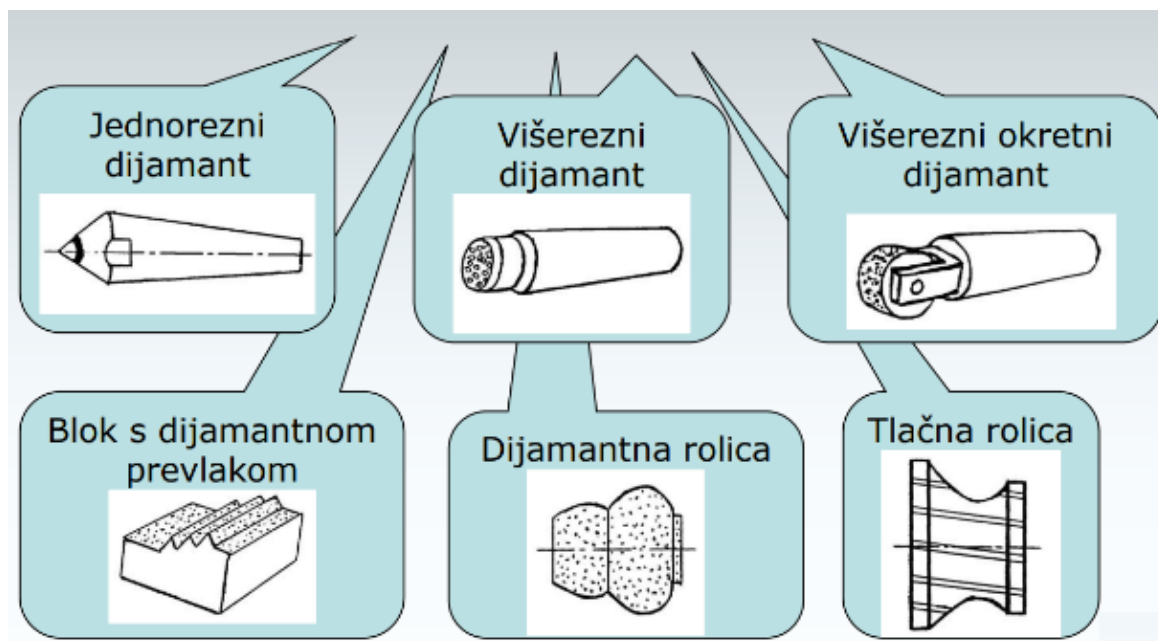 Jednorezni
dijamant
Višerezni
dijamant
Višerezni okretni
dijamant
Blok s dijamantnom
prevlakom
Dijamantna rolica
Tlačna rolica